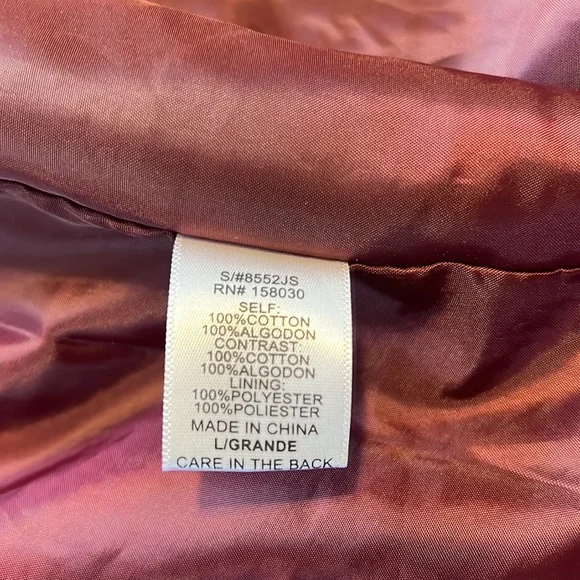 S/#8552JS
RN# 158030
SELF:
100%COTTON
100%ALGODON
CONTRAST:
100%COTTON
100%ALGODON
LINING:
100%POLYESTER
100%POLIESTER
MADE IN CHINA
L/GRANDE
CARE IN THE BACK